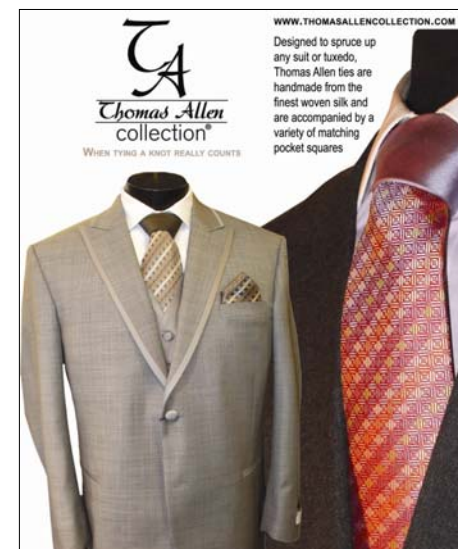 WWW.THOMASALLENCOLLECTION.COM
TA
Thomas Allen
collection®
WHEN TYING A KNOT REALLY COUNTS
Designed to spruce up
any suit or tuxedo,
Thomas Allen ties are
handmade from the
finest woven silk and
are accompanied by a
variety of matching
pocket squares